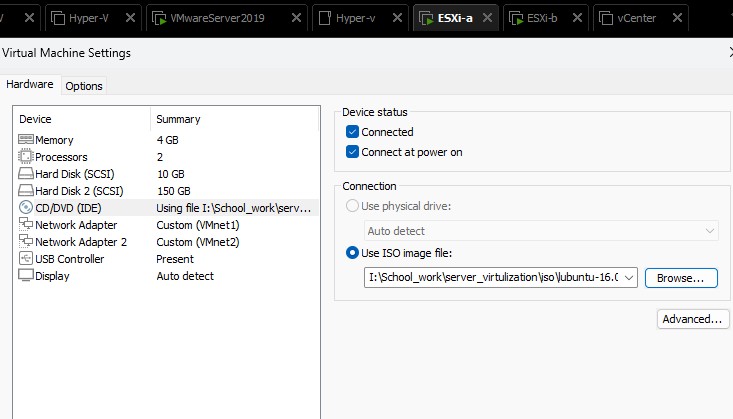 Hyper-V VMwareServer2019 Hyper-v ESXi-a ESXi-b vCenter
Virtual Machine Settings
Hardware Options
Device Summary
Memory 4 GB
Processors 2
Hard Disk (SCSI) 10 GB
Hard Disk 2 (SCSI) 150 GB
CD/DVD (IDE) Using file I:\School_work\serv...
Network Adapter Custom (VMnet1)
Network Adapter 2 Custom (VMnet2)
USB Controller Present
Display Auto detect
Device status
Connected
Connect at power on
Connection
Use physical drive:
Auto detect
Use ISO image file:
I:\School_work\server_virtulization\iso\lubuntu-16.0 Browse...
Advanced...